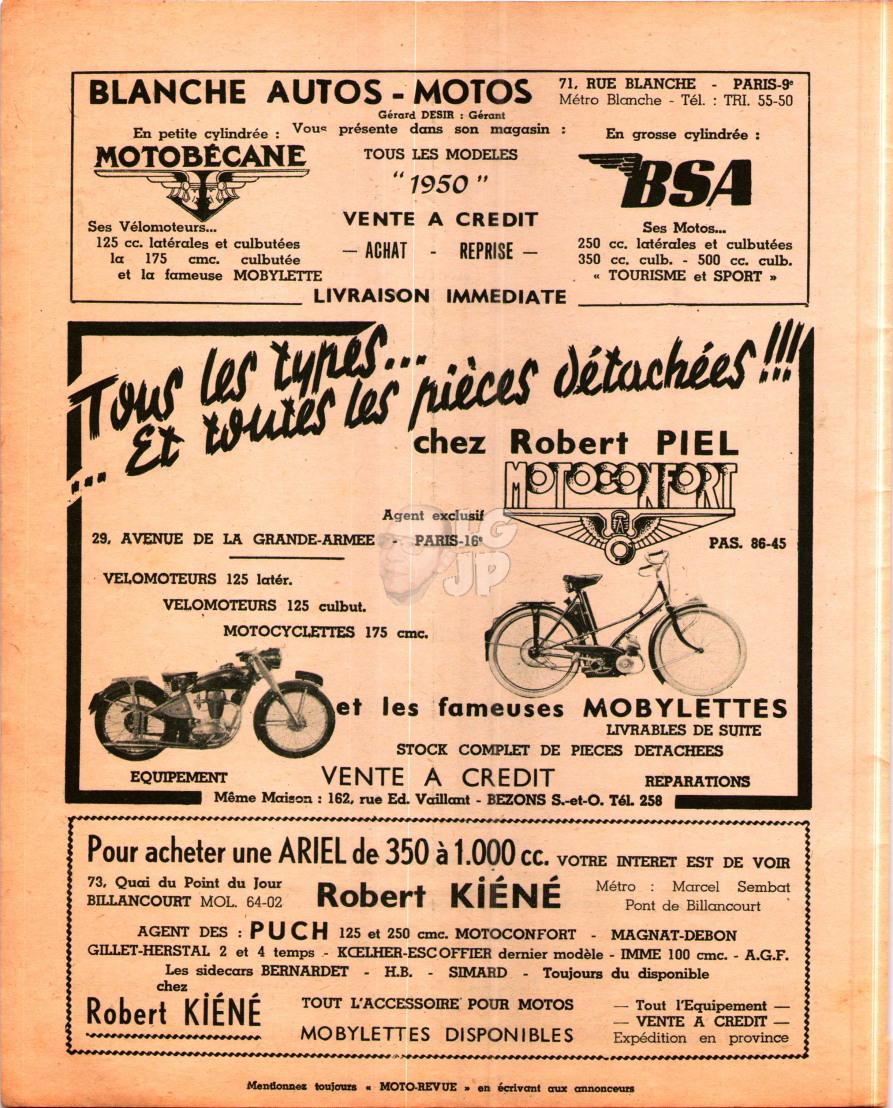 BLANCHE AUTOS - MOTOS
71, RUE BLANCHE - PARIS-9e
Métro Blanche - Tél. : TRI. 55-50
Gérard DESIR : Gérant
Vous présente dans son magasin :
En petite cylindrée :
MOTOBÉCANE
Ses Vélomoteurs...
125 cc. latérales et culbutées
la 175 cmc. culbutée
et la fameuse MOBYLETTE
TOUS LES MODELES
"1950"
VENTE A CREDIT
— ACHAT - REPRISE —
En grosse cylindrée :
BSA
Ses Motos...
250 cc. latérales et culbutées
350 cc. culb. - 500 cc. culb.
« TOURISME et SPORT »
LIVRAISON IMMEDIATE
Tous les types...
... Et toutes les pièces détachées !!!
chez Robert PIEL
MOTOCONFORT
Agent exclusif
29, AVENUE DE LA GRANDE-ARMEE - PARIS-16e
PAS. 86-45
IGJP
VELOMOTEURS 125 latér.
VELOMOTEURS 125 culbut.
MOTOCYCLETTES 175 cmc.
et les fameuses MOBYLETTES
LIVRABLES DE SUITE
STOCK COMPLET DE PIECES DETACHEES
EQUIPEMENT VENTE A CREDIT REPARATIONS
Même Maison : 162, rue Ed. Vaillant - BEZONS S.-et-O. Tél. 258
Pour acheter une ARIEL de 350 à 1.000 cc. VOTRE INTERET EST DE VOIR
73, Quai du Point du Jour
BILLANCOURT MOL. 64-02
Robert KIÉNÉ
Métro : Marcel Sembat
Pont de Billancourt
AGENT DES : PUCH 125 et 250 cmc. MOTOCONFORT - MAGNAT-DEBON
GILLET-HERSTAL 2 et 4 temps - KŒLHER-ESCOFFIER dernier modèle - IMME 100 cmc. - A.G.F.
Les sidecars BERNARDET - H.B. - SIMARD - Toujours du disponible
chez
Robert KIÉNÉ
TOUT L'ACCESSOIRE POUR MOTOS
MOBYLETTES DISPONIBLES
— Tout l'Equipement —
— VENTE A CREDIT —
Expédition en province
Mentionnez toujours « MOTO-REVUE » en écrivant aux annonceurs